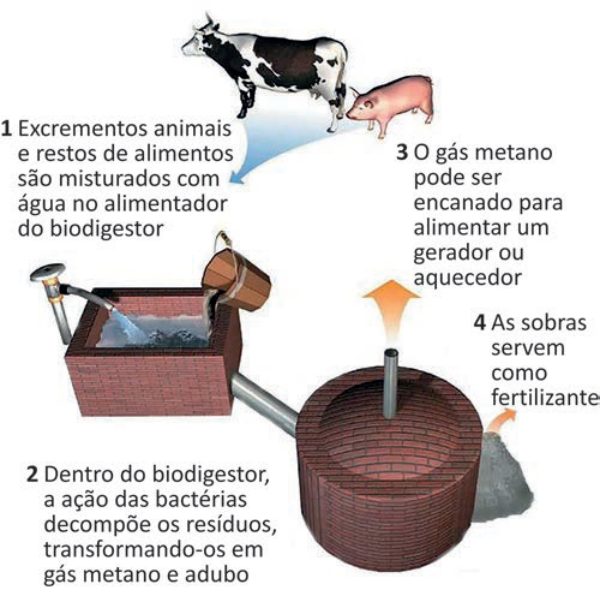 1 Excrementos animais
e restos de alimentos
são misturados com
água no alimentador
do biodigestor
3 O gás metano
pode ser
encanado para
alimentar um
gerador ou
aquecedor
4 As sobras
servem
como
fertilizante
2 Dentro do biodigestor,
a ação das bactérias
decompõe os resíduos,
transformando-os em
gás metano e adubo